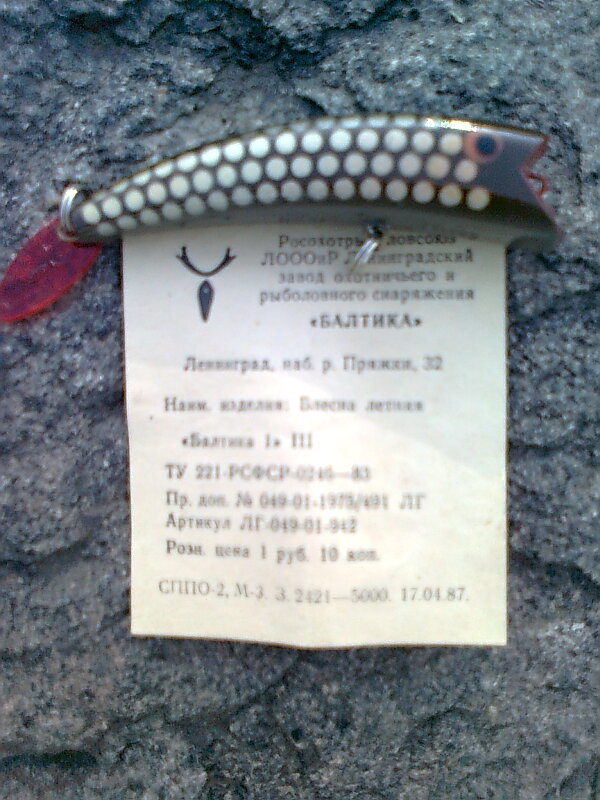 Росохотрыболовсоюз
ЛОООиР Ленинградский
завод охотничьего и
рыболовного снаряжения
«БАЛТИКА»
Ленинград, наб. р. Пряжки, 32
Наим. изделия: Блесна летняя
«Балтика 1» III
ТУ 221-РСФСР-0246—83
Пр. доп. № 049-01-1975/491 ЛГ
Артикул ЛГ-049-01-942
Розн. цена 1 руб. 10 коп.
СППО-2, М-3. З. 2421—5000. 17.04.87.